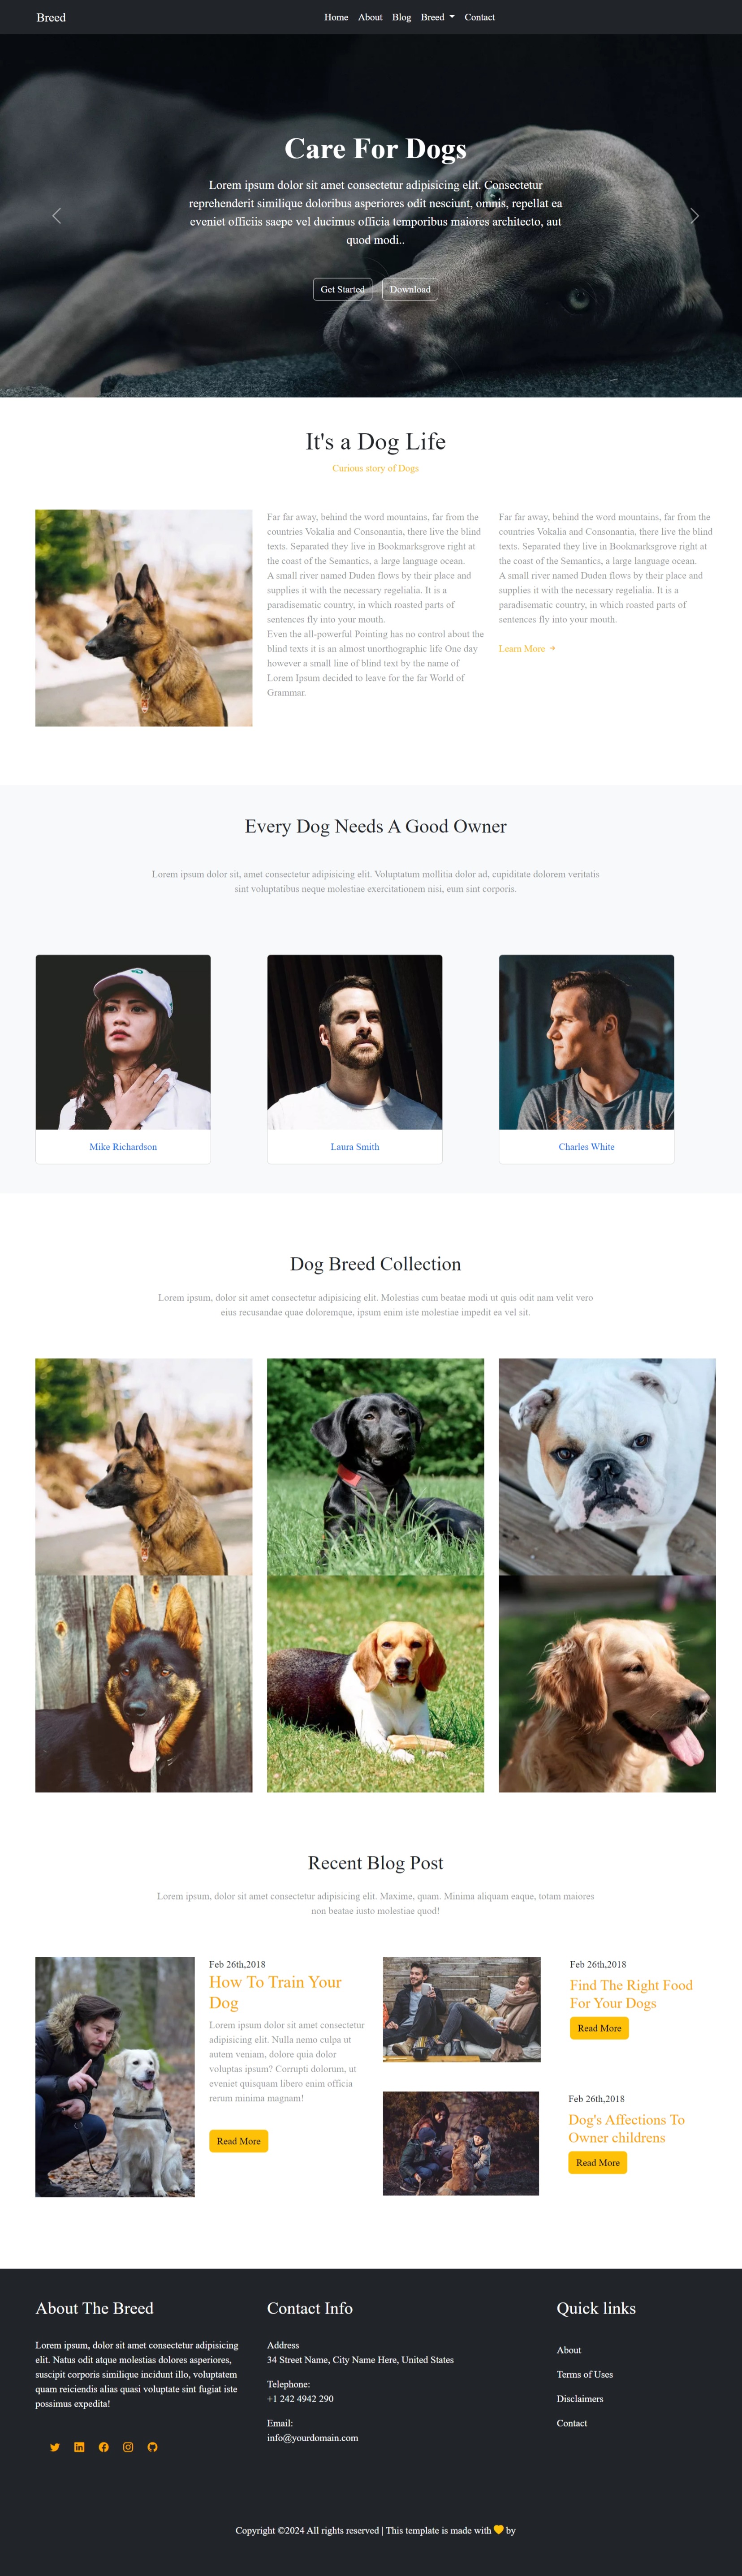 Breed
Home About Blog Breed Contact
Care For Dogs
Lorem ipsum dolor sit amet consectetur adipisicing elit. Consectetur
reprehenderit similique doloribus asperiores odit nesciunt, omnis, repellat ea
eveniet officiis saepe vel ducimus officia temporibus maiores architecto, aut
quod modi..
Get Started Download
It's a Dog Life
Curious story of Dogs
Far far away, behind the word mountains, far from the
countries Vokalia and Consonantia, there live the blind
texts. Separated they live in Bookmarksgrove right at
the coast of the Semantics, a large language ocean.
A small river named Duden flows by their place and
supplies it with the necessary regelialia. It is a
paradisematic country, in which roasted parts of
sentences fly into your mouth.
Even the all-powerful Pointing has no control about the
blind texts it is an almost unorthographic life One day
however a small line of blind text by the name of
Lorem Ipsum decided to leave for the far World of
Grammar.
Far far away, behind the word mountains, far from the
countries Vokalia and Consonantia, there live the blind
texts. Separated they live in Bookmarksgrove right at
the coast of the Semantics, a large language ocean.
A small river named Duden flows by their place and
supplies it with the necessary regelialia. It is a
paradisematic country, in which roasted parts of
sentences fly into your mouth.
Learn More
Every Dog Needs A Good Owner
Lorem ipsum dolor sit, amet consectetur adipisicing elit. Voluptatum mollitia dolor ad, cupiditate dolorem veritatis
sint voluptatibus neque molestiae exercitationem nisi, eum sint corporis.
Mike Richardson
Laura Smith
Charles White
Dog Breed Collection
Lorem ipsum, dolor sit amet consectetur adipisicing elit. Molestias cum beatae modi ut quis odit nam velit vero
eius recusandae quae doloremque, ipsum enim iste molestiae impedit ea vel sit.
Recent Blog Post
Lorem ipsum, dolor sit amet consectetur adipisicing elit. Maxime, quam. Minima aliquam eaque, totam maiores
non beatae iusto molestiae quod!
Feb 26th,2018
How To Train Your
Dog
Lorem ipsum dolor sit amet consectetur
adipisicing elit. Nulla nemo culpa ut
autem veniam, dolore quia dolor
voluptas ipsum? Corrupti dolorum, ut
eveniet quisquam libero enim officia
rerum minima magnam!
Read More
Feb 26th,2018
Find The Right Food
For Your Dogs
Read More
Feb 26th,2018
Dog's Affections To
Owner childrens
Read More
About The Breed
Lorem ipsum, dolor sit amet consectetur adipisicing
elit. Natus odit atque molestias dolores asperiores,
suscipit corporis similique incidunt illo, voluptatem
quam reiciendis alias quasi voluptate sint fugiat iste
possimus expedita!
Contact Info
Address
34 Street Name, City Name Here, United States
Telephone:
+1 242 4942 290
Email:
info@yourdomain.com
Quick links
About
Terms of Uses
Disclaimers
Contact
Copyright ©2024 All rights reserved | This template is made with by